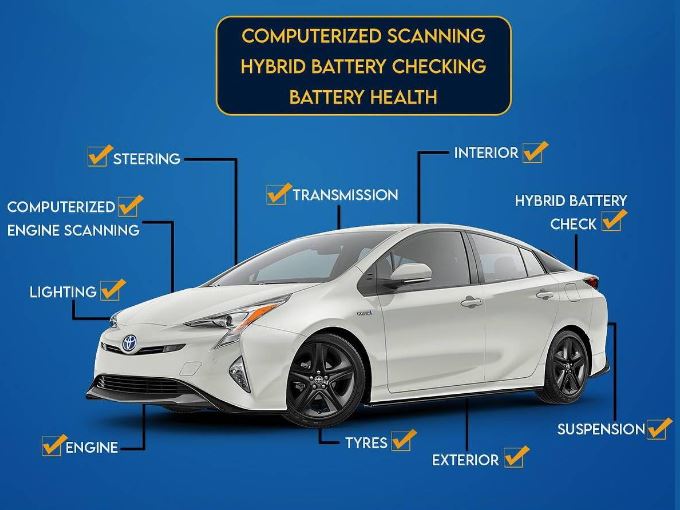 COMPUTERIZED SCANNING
HYBRID BATTERY CHECKING
BATTERY HEALTH
STEERING
INTERIOR
TRANSMISSION
COMPUTERIZED
ENGINE SCANNING
HYBRID BATTERY
CHECK
LIGHTING
ENGINE
TYRES
EXTERIOR
SUSPENSION